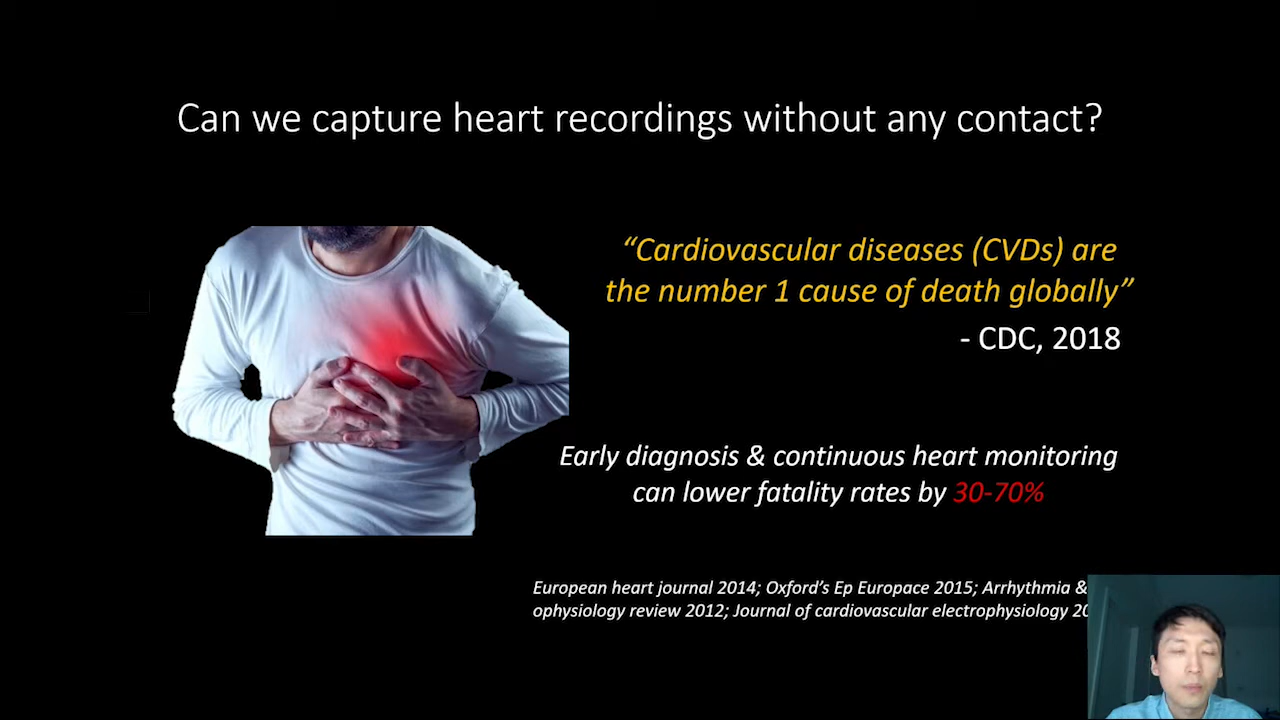 Can we capture heart recordings without any contact?
“Cardiovascular diseases (CVDs) are
the number 1 cause of death globally”
- CDC, 2018
Early diagnosis & continuous heart monitoring
can lower fatality rates by 30-70%
European heart journal 2014; Oxford’s Ep Europace 2015; Arrhythmia &
ophysiology review 2012; Journal of cardiovascular electrophysiology